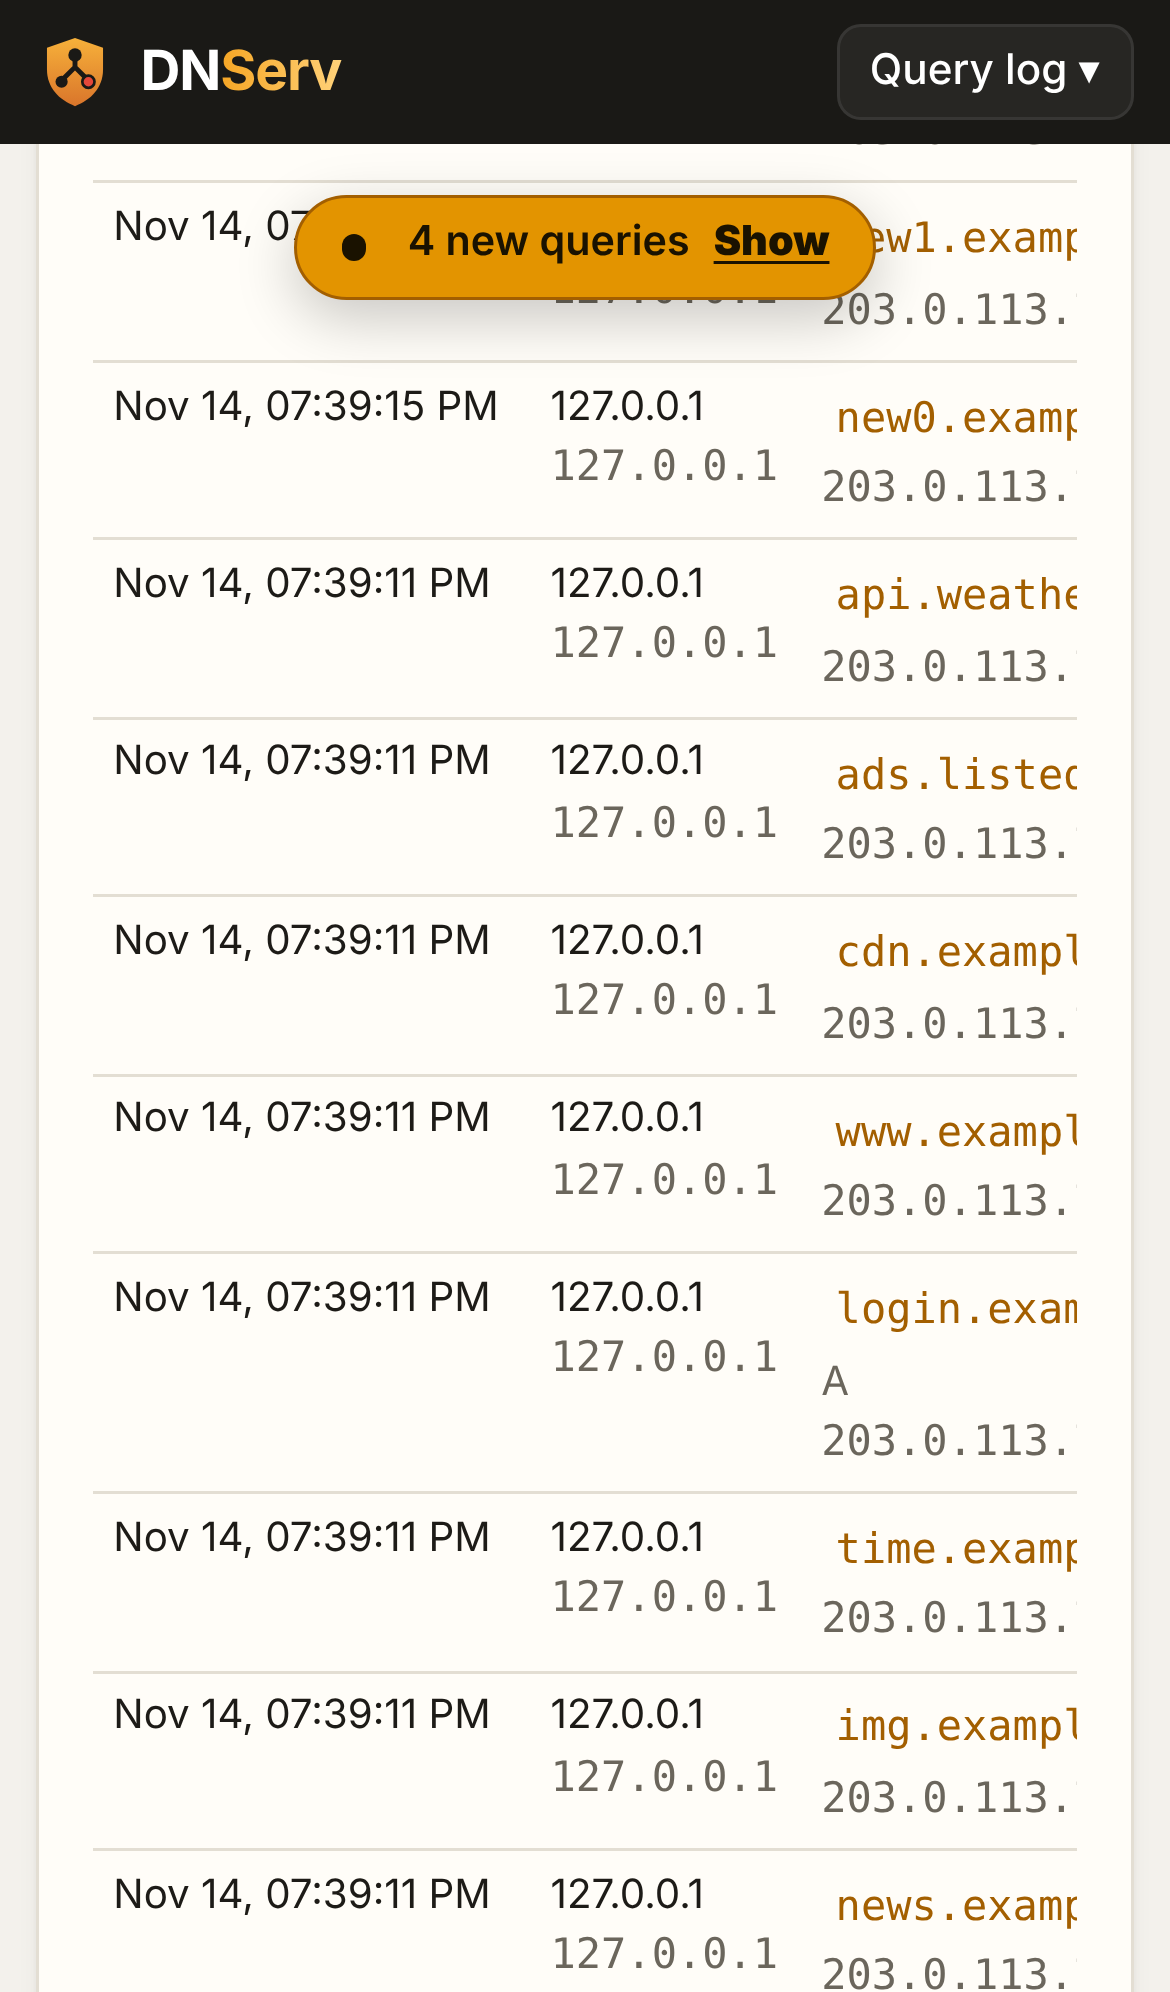 DNServ
Query log ▾
4 new queries Show
Nov 14,
203.0.113.
Nov 14, 07:39:15 PM 127.0.0.1 new0.examp
127.0.0.1 203.0.113.
Nov 14, 07:39:11 PM 127.0.0.1 api.weathe
127.0.0.1 203.0.113.
Nov 14, 07:39:11 PM 127.0.0.1 ads.listed
127.0.0.1 203.0.113.
Nov 14, 07:39:11 PM 127.0.0.1 cdn.exampl
127.0.0.1 203.0.113.
Nov 14, 07:39:11 PM 127.0.0.1 www.exampl
127.0.0.1 203.0.113.
Nov 14, 07:39:11 PM 127.0.0.1 login.exam
127.0.0.1 A
203.0.113.
Nov 14, 07:39:11 PM 127.0.0.1 time.examp
127.0.0.1 203.0.113.
Nov 14, 07:39:11 PM 127.0.0.1 img.exampl
127.0.0.1 203.0.113.
Nov 14, 07:39:11 PM 127.0.0.1 news.examp
127.0.0.1 203.0.113.